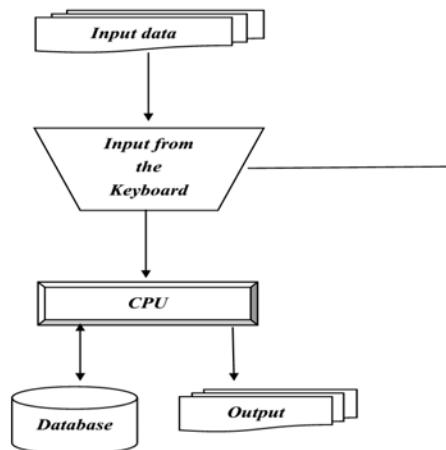 Input data
Input from
the
Keyboard
CPU
Database
Output